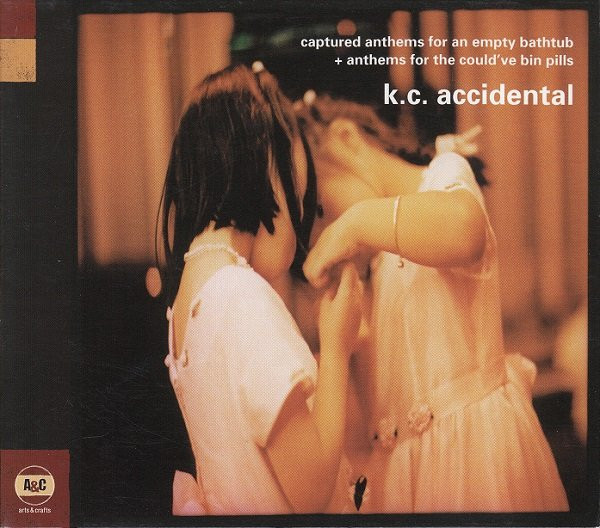 captured anthems for an empty bathtub
+ anthems for the could've bin pills
k.c. accidental
A&C
arts&crafts